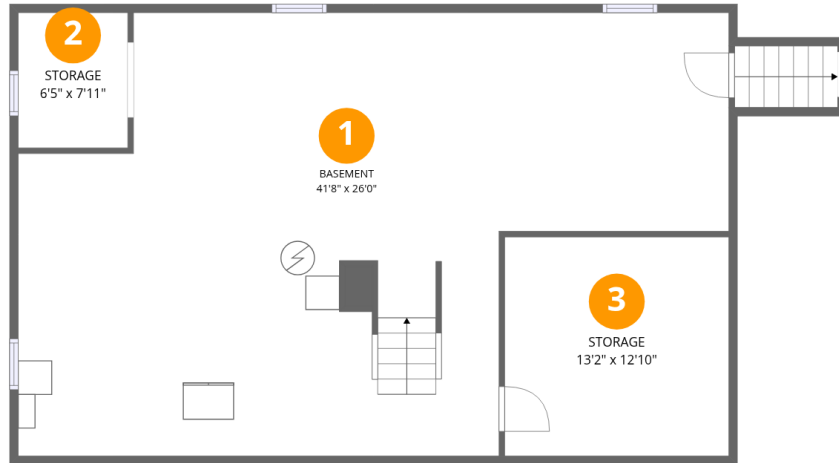 2
STORAGE
6'5" x 7'11"
1
BASEMENT
41'8" x 26'0"
3
STORAGE
13'2" x 12'10"